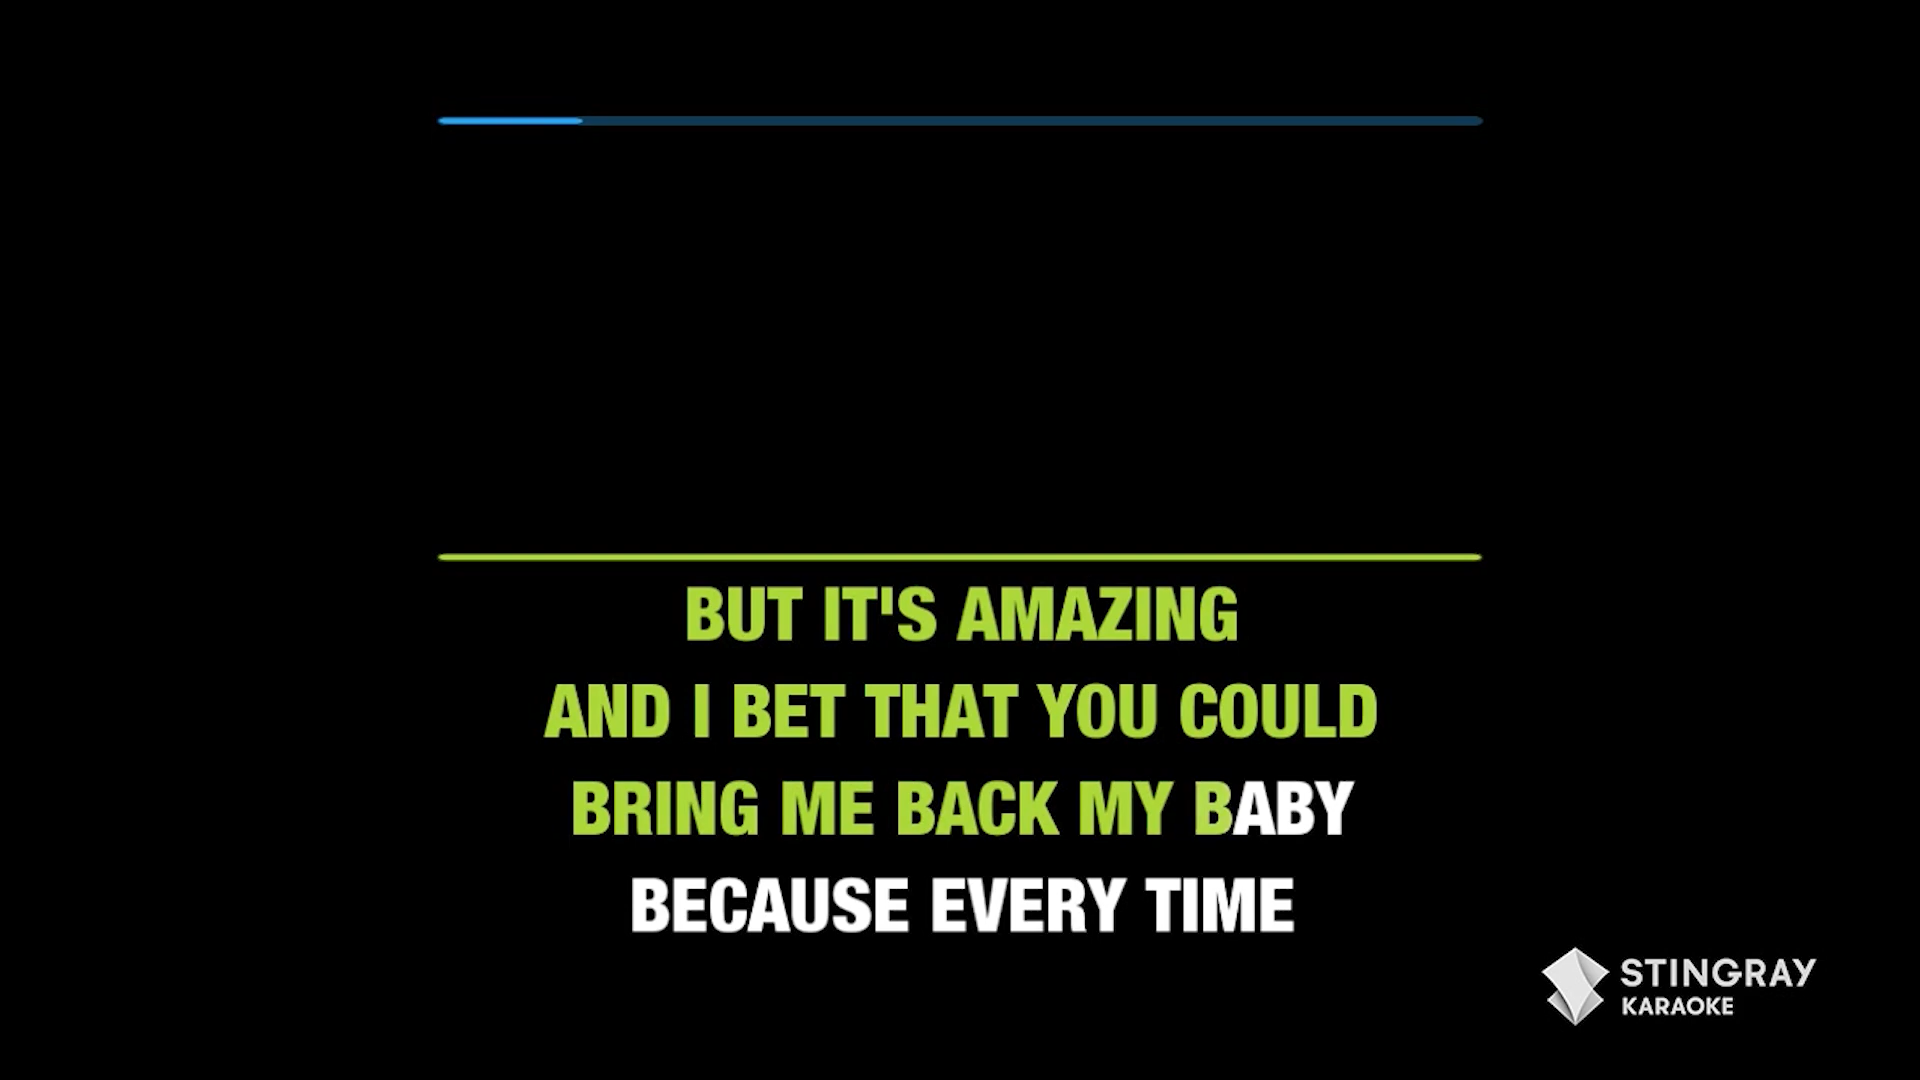 BUT IT'S AMAZING
AND I BET THAT YOU COULD
BRING ME BACK MY BABY
BECAUSE EVERY TIME
STINGRAY
KARAOKE